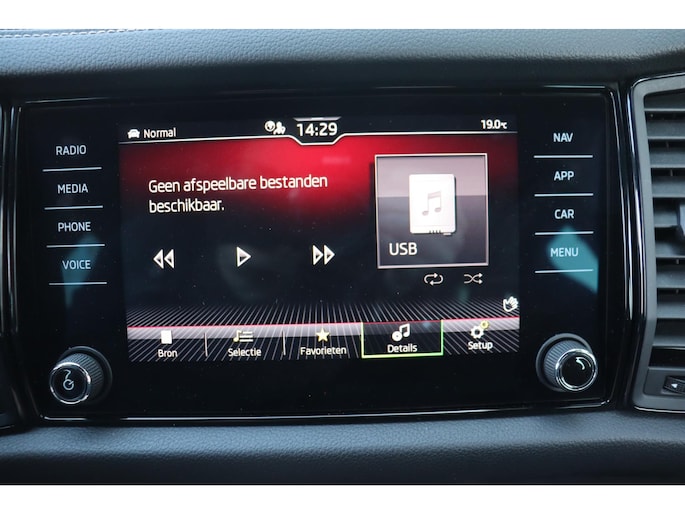 Normal
14:29
19.0°C
RADIO
MEDIA
PHONE
VOICE
Geen afspeelbare bestanden
beschikbaar.
USB
NAV
APP
CAR
MENU
Bron
Selectie
Favorieten
Details
Setup